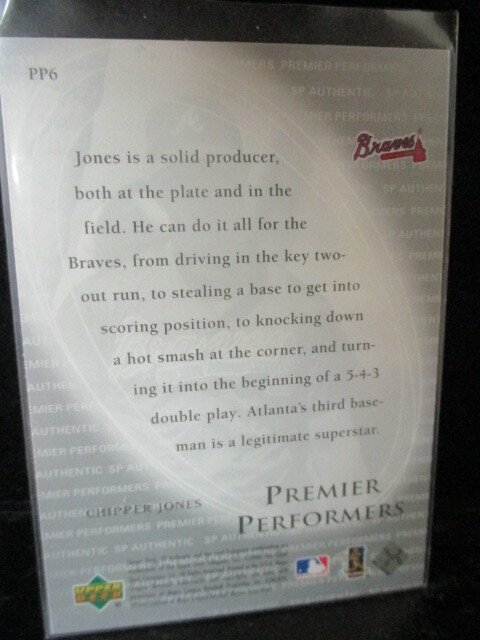 PP6
Braves
Jones is a solid producer,
both at the plate and in the
field. He can do it all for the
Braves, from driving in the key two-
out run, to stealing a base to get into
scoring position, to knocking down
a hot smash at the corner, and turn-
ing it into the beginning of a 5-4-3
double play. Atlanta's third base-
man is a legitimate superstar.
CHIPPER JONES
PREMIER
PERFORMERS
UPPER
DECK